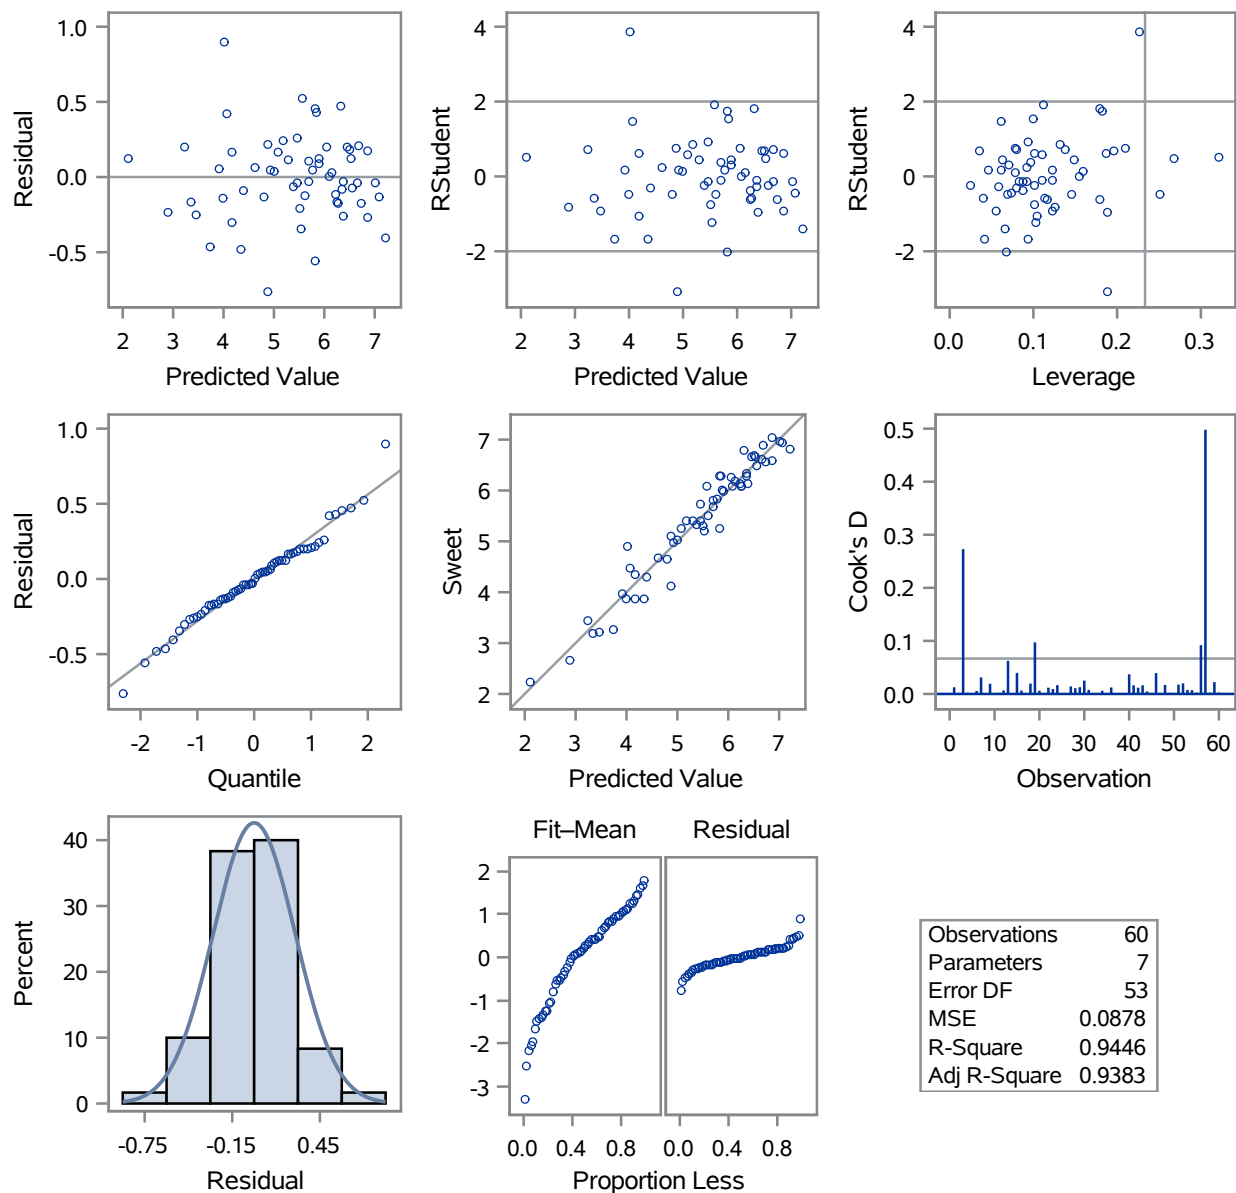 1.0
0.5
0.0
-0.5
Residual
2 3 4 5 6 7
Predicted Value
4
2
0
-2
RStudent
2 3 4 5 6 7
Predicted Value
4
2
0
-2
RStudent
0.0 0.1 0.2 0.3
Leverage
1.0
0.5
0.0
-0.5
Residual
-2 -1 0 1 2
Quantile
7
6
5
4
3
2
Sweet
2 3 4 5 6 7
Predicted Value
0.5
0.4
0.3
0.2
0.1
0.0
Cook's D
0 10 20 30 40 50 60
Observation
40
30
20
10
0
Percent
-0.75 -0.15 0.45
Residual
Fit–Mean Residual
2
1
0
-1
-2
-3
0.0 0.4 0.8 0.0 0.4 0.8
Proportion Less
Observations 60
Parameters 7
Error DF 53
MSE 0.0878
R-Square 0.9446
Adj R-Square 0.9383